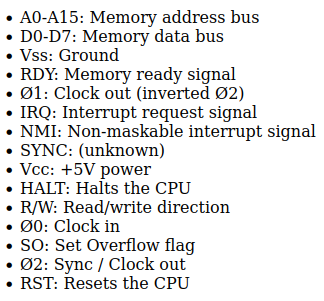 • A0-A15: Memory address bus
• D0-D7: Memory data bus
• Vss: Ground
• RDY: Memory ready signal
• Ø1: Clock out (inverted Ø2)
• IRQ: Interrupt request signal
• NMI: Non-maskable interrupt signal
• SYNC: (unknown)
• Vcc: +5V power
• HALT: Halts the CPU
• R/W: Read/write direction
• Ø0: Clock in
• SO: Set Overflow flag
• Ø2: Sync / Clock out
• RST: Resets the CPU